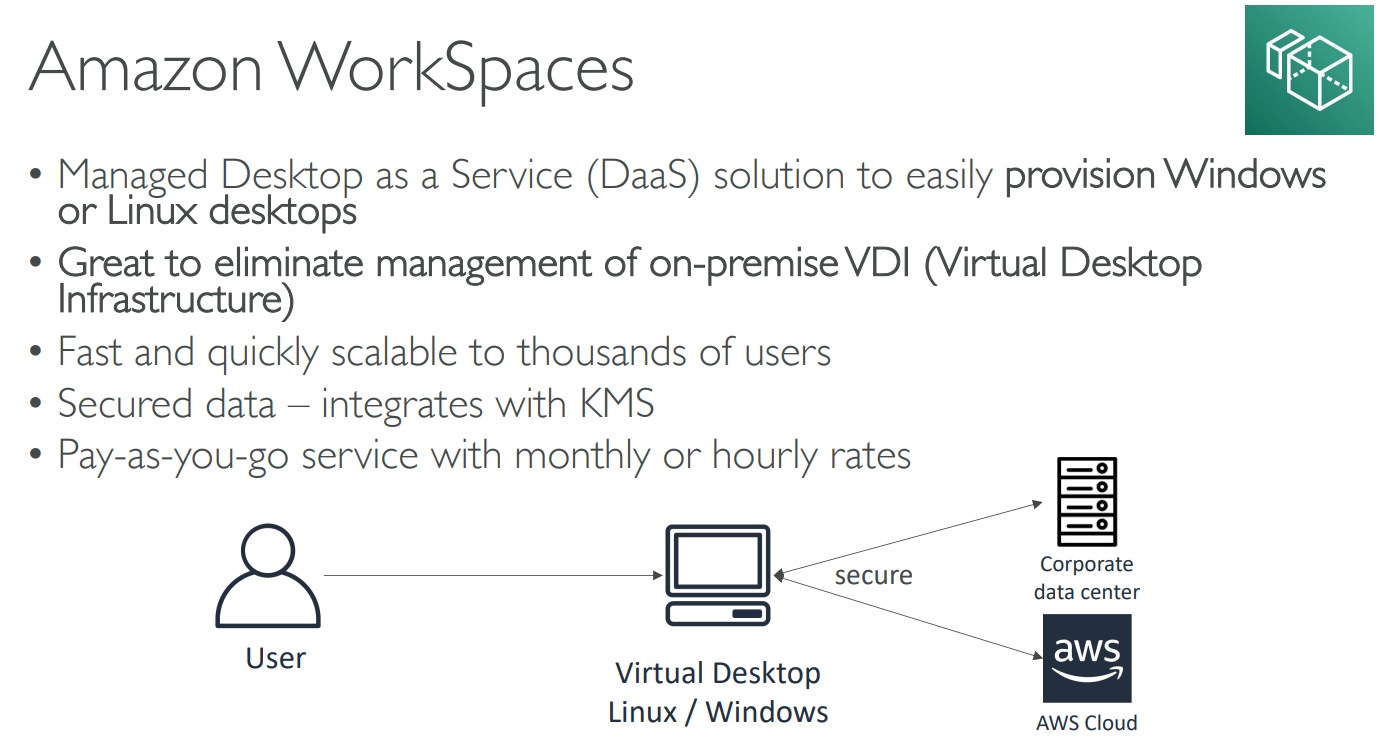 Amazon WorkSpaces
• Managed Desktop as a Service (DaaS) solution to easily provision Windows
or Linux desktops
• Great to eliminate management of on-premise VDI (Virtual Desktop
Infrastructure)
• Fast and quickly scalable to thousands of users
• Secured data – integrates with KMS
• Pay-as-you-go service with monthly or hourly rates
User
Virtual Desktop
Linux / Windows
secure
Corporate
data center
aws
AWS Cloud